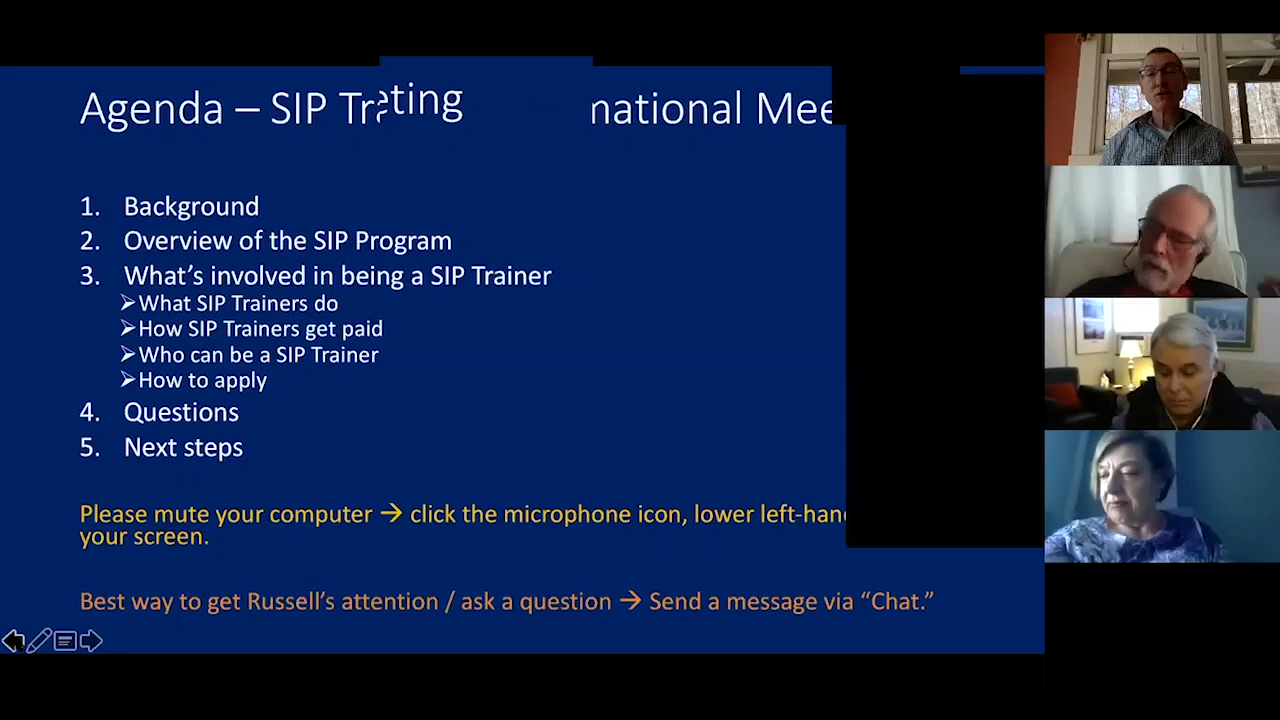 Agenda – SIP Tr eting mational Mee
1. Background
2. Overview of the SIP Program
3. What's involved in being a SIP Trainer
➢What SIP Trainers do
➢How SIP Trainers get paid
➢Who can be a SIP Trainer
➢How to apply
4. Questions
5. Next steps
Please mute your computer → click the microphone icon, lower left-han
your screen.
Best way to get Russell's attention / ask a question → Send a message via “Chat.”